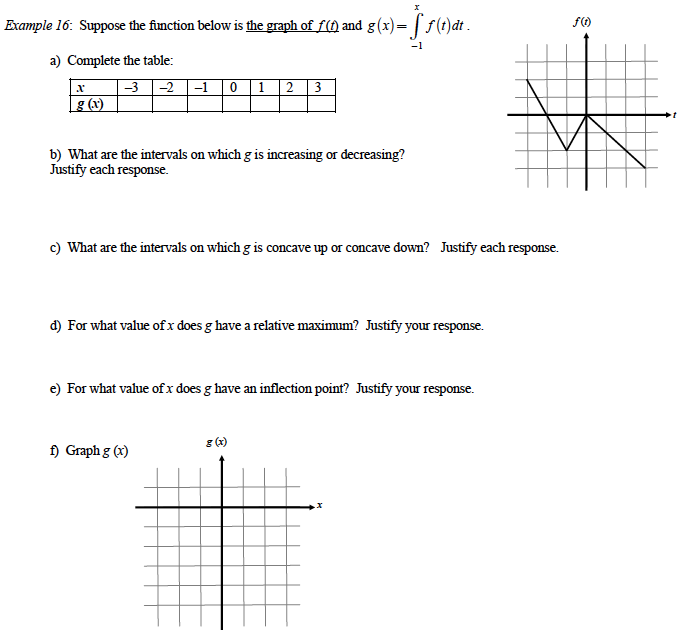 Example 16: Suppose the function below is the graph of f(t) and g(x)=∫₋₁ˣ f(t)dt .
f(t)
a) Complete the table:
x −3 −2 −1 0 1 2 3
g (x)
t
b) What are the intervals on which g is increasing or decreasing?
Justify each response.
c) What are the intervals on which g is concave up or concave down? Justify each response.
d) For what value of x does g have a relative maximum? Justify your response.
e) For what value of x does g have an inflection point? Justify your response.
f) Graph g (x)
g (x)
x